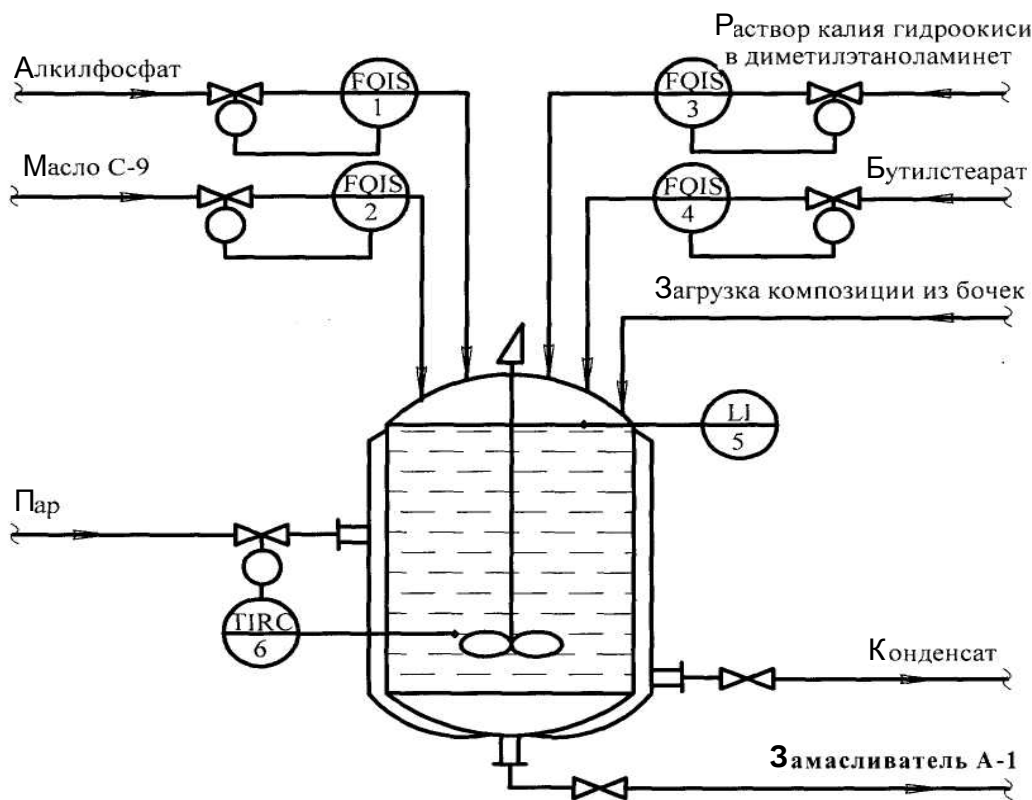 Раствор калия гидроокиси
в диметилэтаноламинет
Алкилфосфат
FQIS
1
FQIS
3
Масло С-9
FQIS
2
FQIS
4
Бутилстеарат
Загрузка композиции из бочек
LI
5
Пар
TIRC
6
Конденсат
Замасливатель А-1